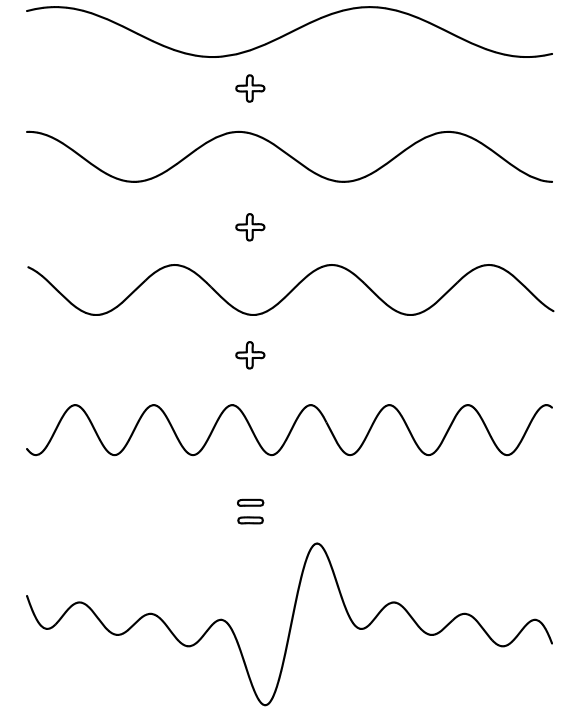 +
+
+
=